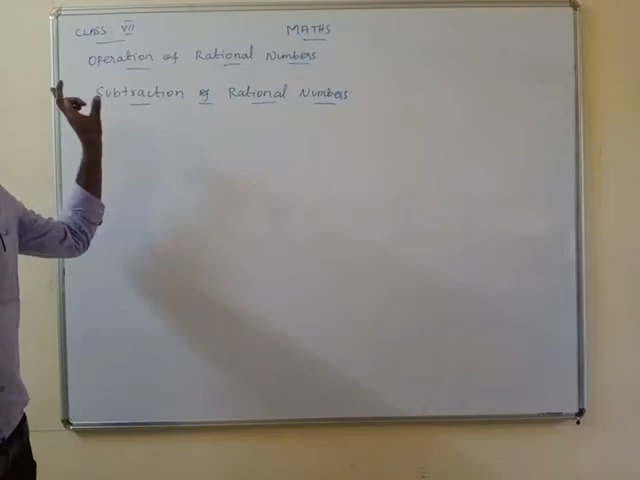 CLASS: VII MATHS
Operation of Rational Numbers
Subtraction of Rational Numbers